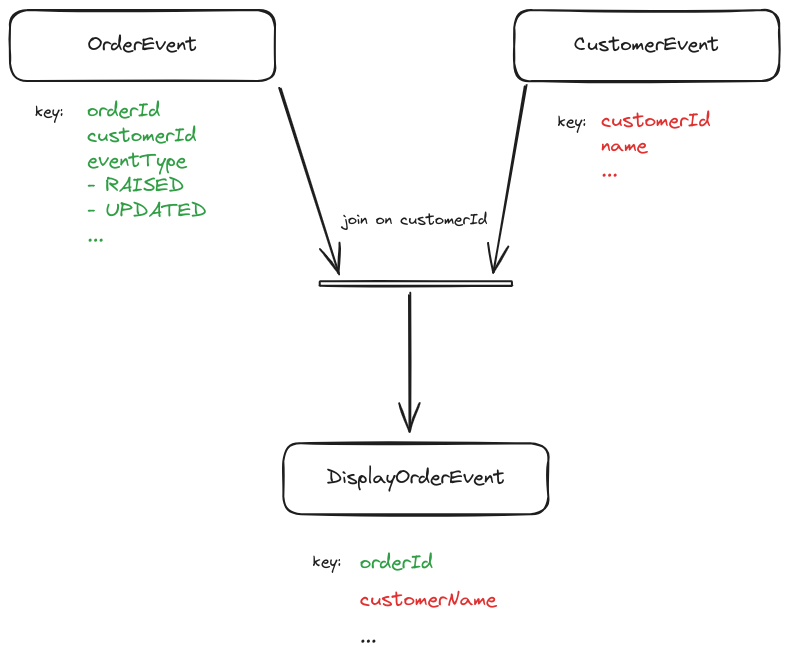 OrderEvent
CustomerEvent
key: orderId
customerId
eventType
- RAISED
- UPDATED
...
key: customerId
name
...
join on customerId
DisplayOrderEvent
key: orderId
customerName
...